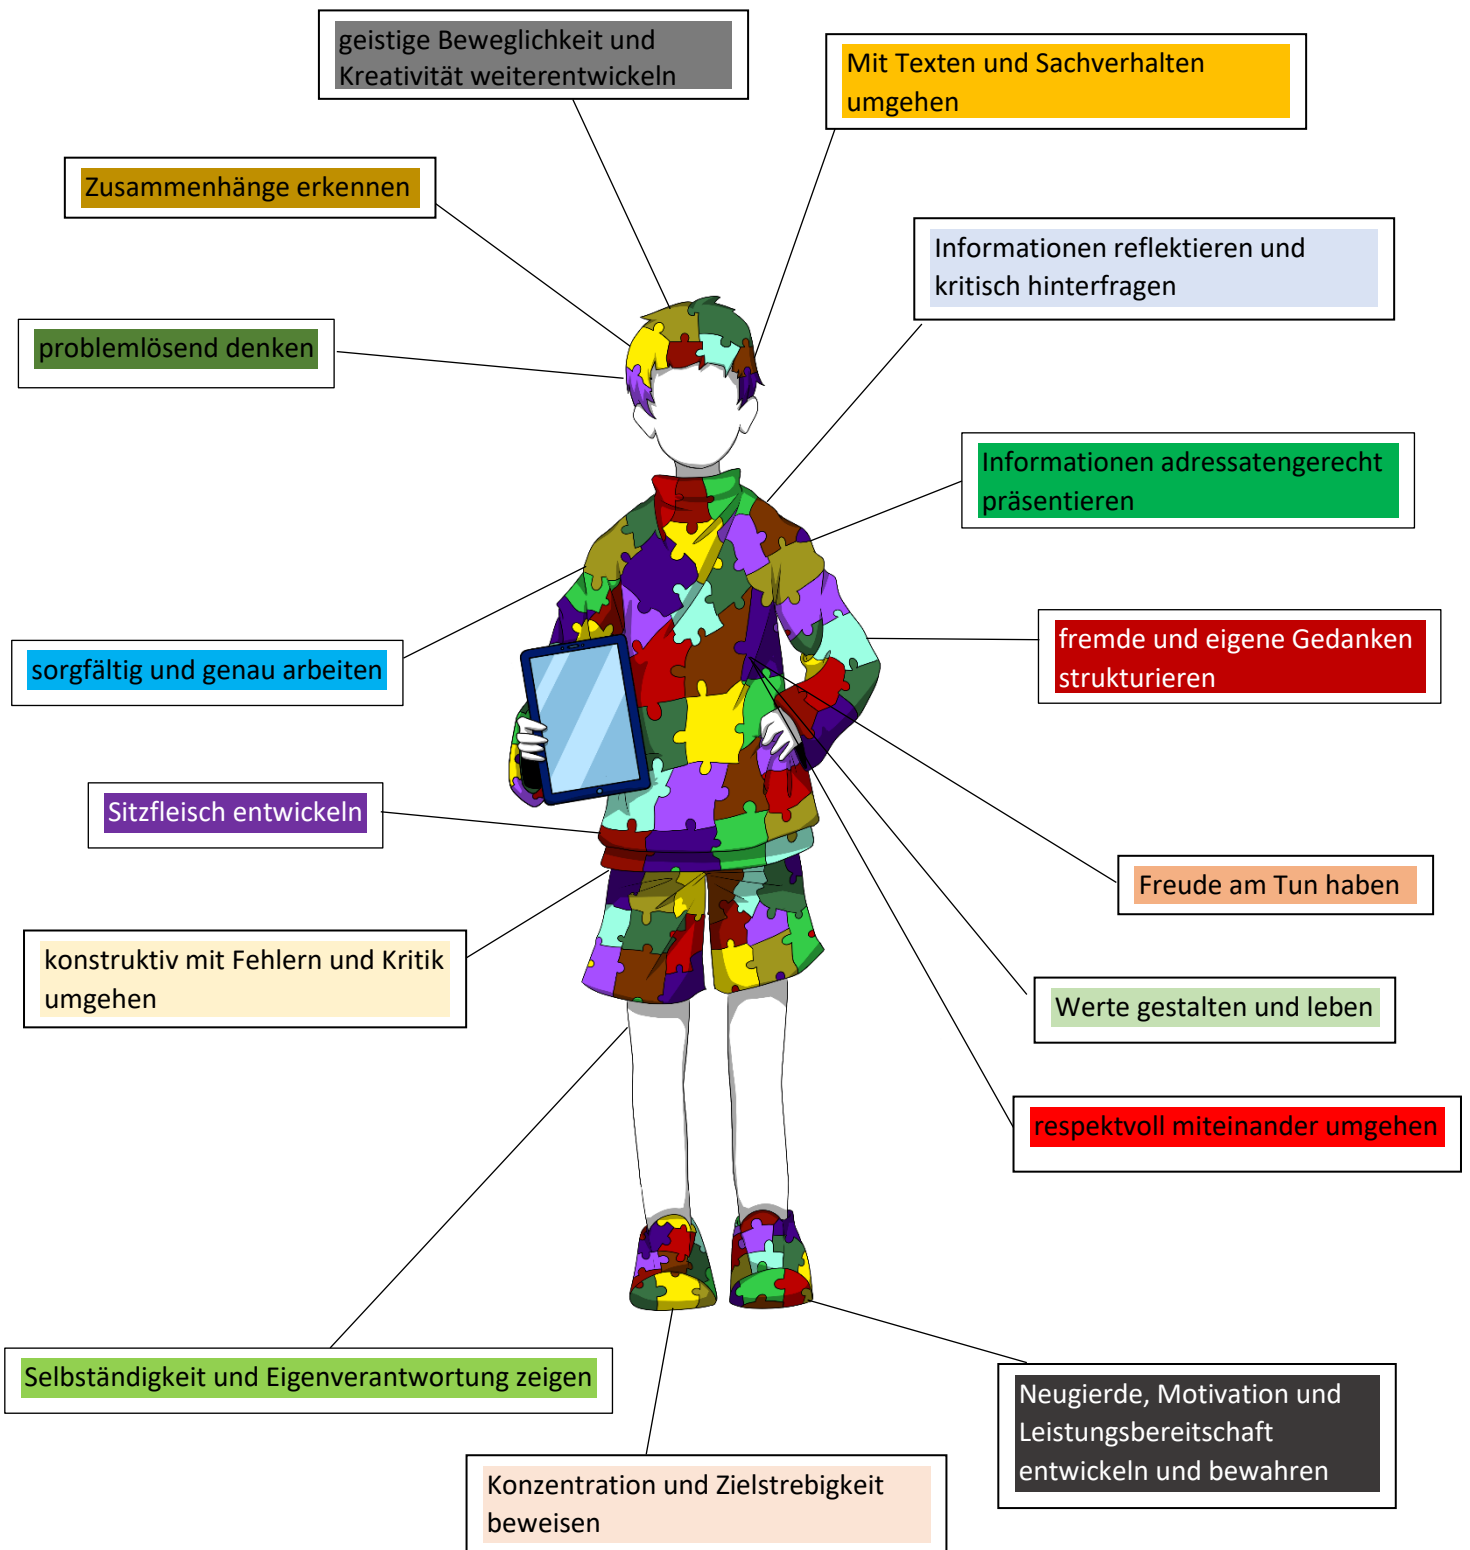 geistige Beweglichkeit und
Kreativität weiterentwickeln
Mit Texten und Sachverhalten
umgehen
Zusammenhänge erkennen
Informationen reflektieren und
kritisch hinterfragen
problemlösend denken
Informationen adressatengerecht
präsentieren
sorgfältig und genau arbeiten
fremde und eigene Gedanken
strukturieren
Sitzfleisch entwickeln
Freude am Tun haben
konstruktiv mit Fehlern und Kritik
umgehen
Werte gestalten und leben
respektvoll miteinander umgehen
Selbständigkeit und Eigenverantwortung zeigen
Neugierde, Motivation und
Leistungsbereitschaft
entwickeln und bewahren
Konzentration und Zielstrebigkeit
beweisen